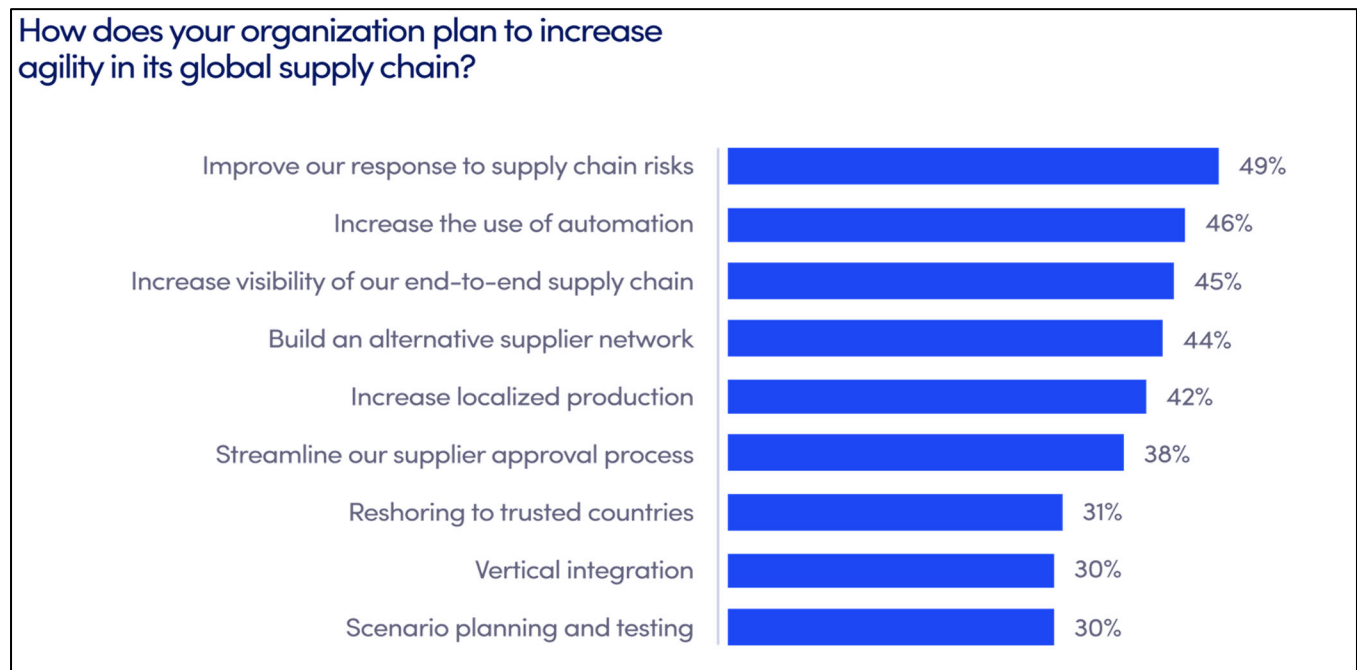 How does your organization plan to increase
agility in its global supply chain?
Improve our response to supply chain risks 49%
Increase the use of automation 46%
Increase visibility of our end-to-end supply chain 45%
Build an alternative supplier network 44%
Increase localized production 42%
Streamline our supplier approval process 38%
Reshoring to trusted countries 31%
Vertical integration 30%
Scenario planning and testing 30%